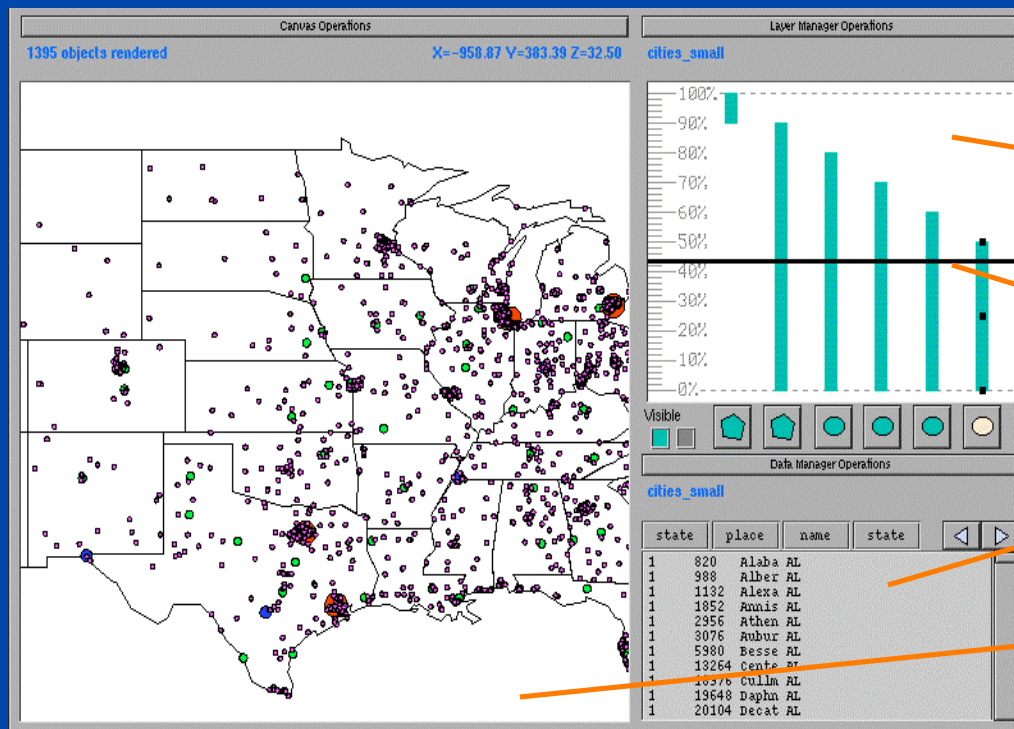 Canvas Operations
1395 objects rendered X=-958.87 Y=383.39 Z=32.50
Layer Manager Operations
cities_small
100%
90%
80%
70%
60%
50%
40%
30%
20%
10%
0%
Visible
Data Manager Operations
cities_small
state place name state
1 820 Alaba AL
1 988 Alber AL
1 1132 Alexa AL
1 1852 Annis AL
1 2956 Athen AL
1 3076 Aubur AL
1 5980 Besse AL
1 13264 Cente AL
1 18976 Cullm AL
1 19648 Daphn AL
1 20104 Decat AL